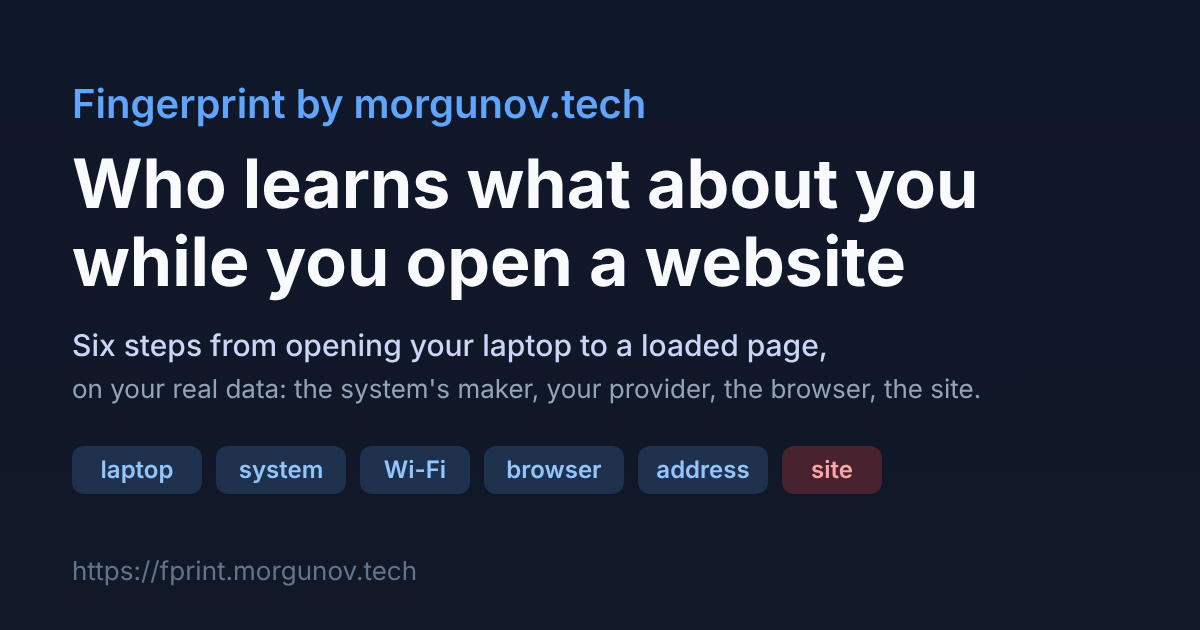 Fingerprint by morgunov.tech
Who learns what about you
while you open a website
Six steps from opening your laptop to a loaded page,
on your real data: the system's maker, your provider, the browser, the site.
laptop system Wi-Fi browser address site
https://fprint.morgunov.tech